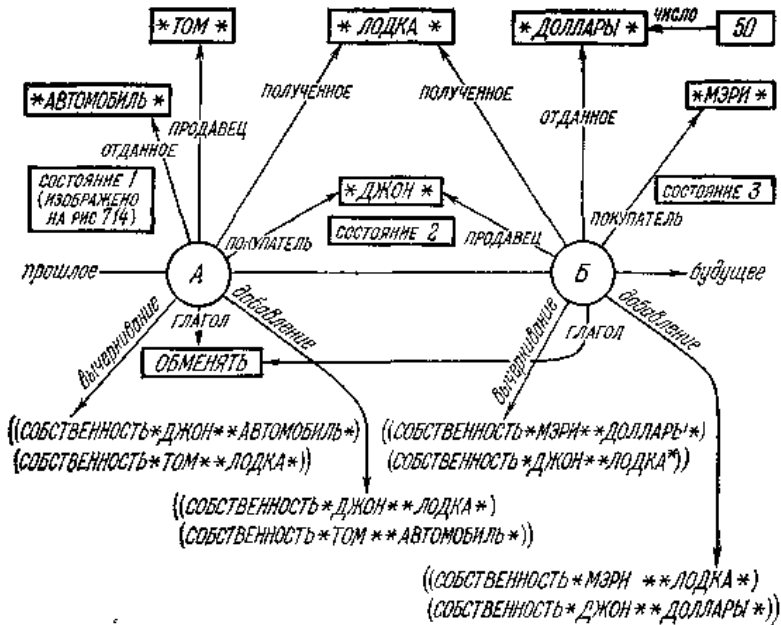 *ТОМ*
*ЛОДКА*
*ДОЛЛАРЫ*
ЧИСЛО
50
*АВТОМОБИЛЬ*
ПОЛУЧЕННОЕ
ПОЛУЧЕННОЕ
*МЭРИ*
ОТДАННОЕ
ПРОДАВЕЦ
ОТДАННОЕ
СОСТОЯНИЕ 1
(ИЗОБРАЖЕНО
НА РИС 7.14)
*ДЖОН*
СОСТОЯНИЕ 3
ПОКУПАТЕЛЬ
СОСТОЯНИЕ 2
ПРОДАВЕЦ
ПОКУПАТЕЛЬ
прошлое
А
Б
будущее
вычеркивание
ГЛАГОЛ
добавление
вычеркивание
ГЛАГОЛ
добавление
ОБМЕНЯТЬ
((СОБСТВЕННОСТЬ*ДЖОН**АВТОМОБИЛЬ*)
(СОБСТВЕННОСТЬ*ТОМ**ЛОДКА*))
((СОБСТВЕННОСТЬ*МЭРИ**ДОЛЛАРЫ*)
(СОБСТВЕННОСТЬ*ДЖОН**ЛОДКА*))
((СОБСТВЕННОСТЬ*ДЖОН**ЛОДКА*)
(СОБСТВЕННОСТЬ*ТОМ**АВТОМОБИЛЬ*))
((СОБСТВЕННОСТЬ*МЭРИ **ЛОДКА*)
(СОБСТВЕННОСТЬ*ДЖОН**ДОЛЛАРЫ*))